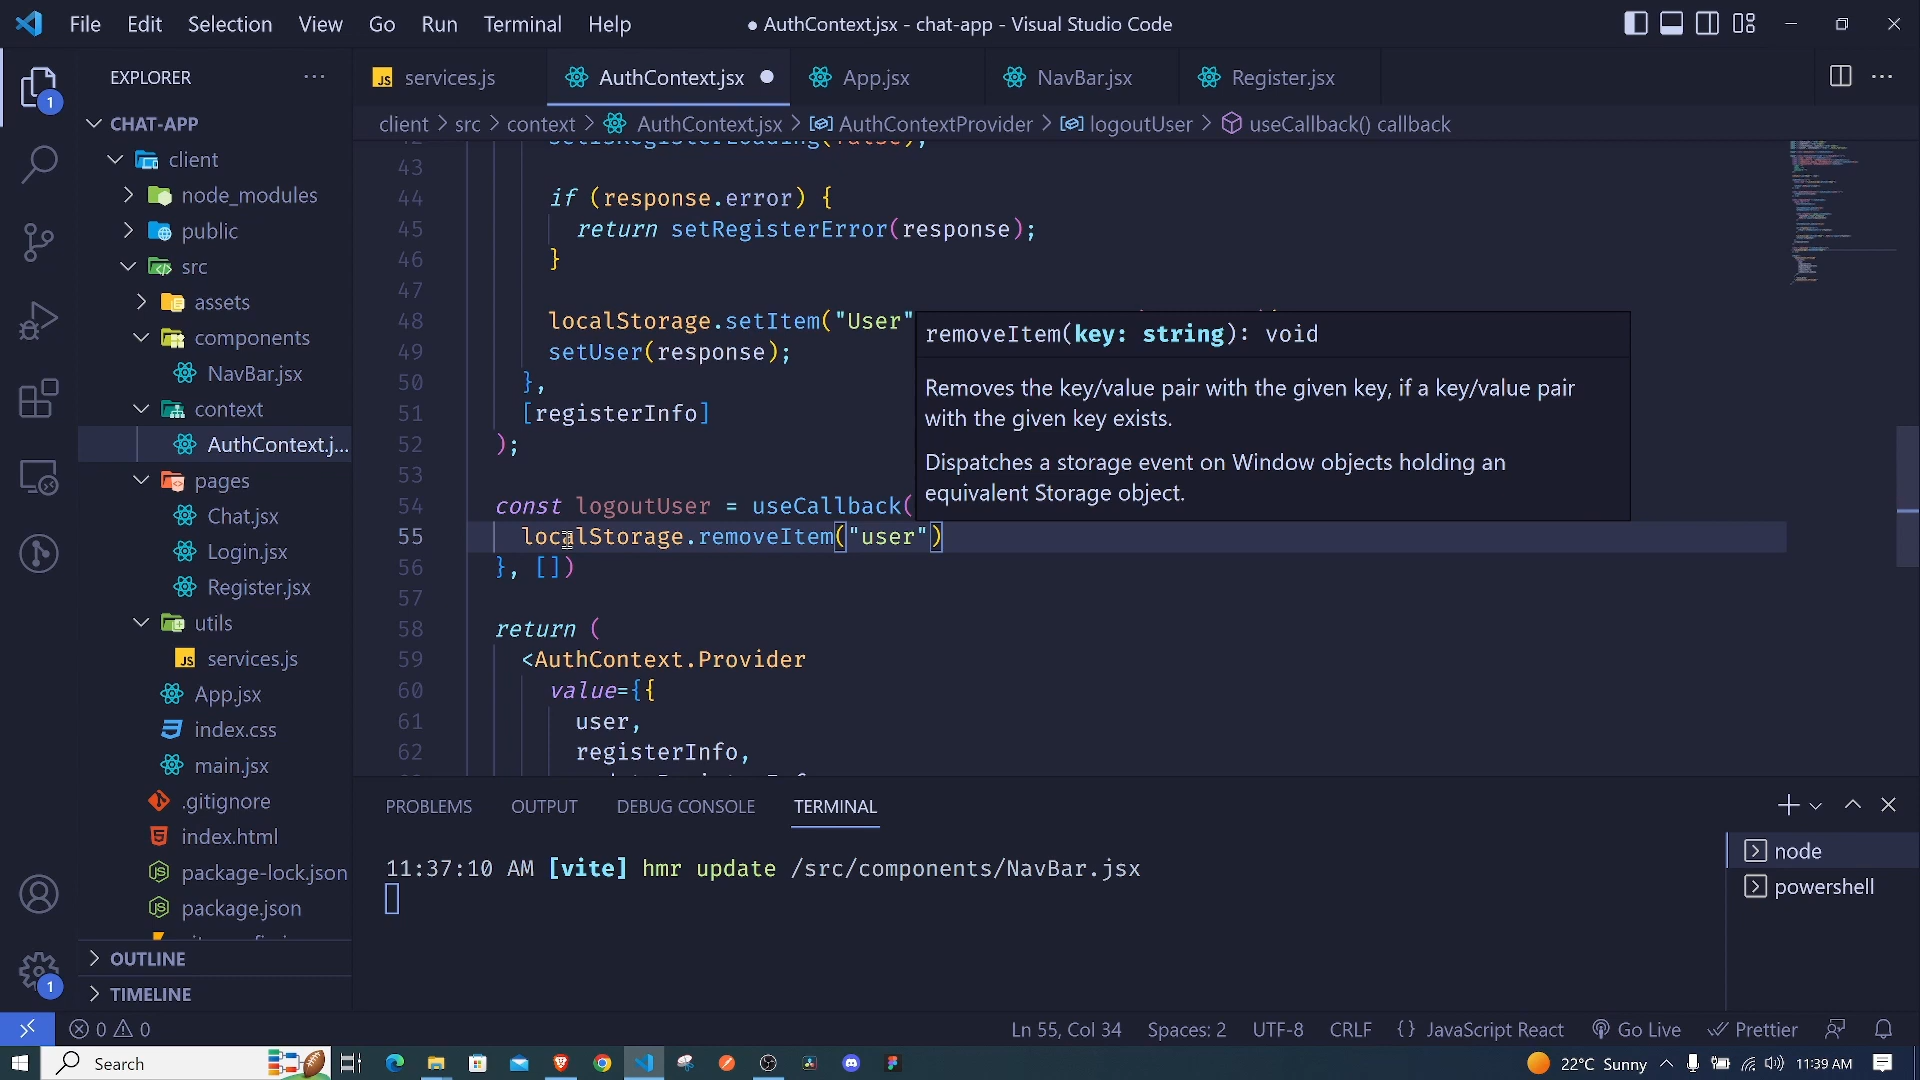 File Edit Selection View Go Run Terminal Help
● AuthContext.jsx - chat-app - Visual Studio Code
EXPLORER
services.js
AuthContext.jsx
App.jsx
NavBar.jsx
Register.jsx
client > src > context > AuthContext.jsx > AuthContextProvider > logoutUser > useCallback() callback
1
CHAT-APP
client
node_modules
public
src
assets
components
NavBar.jsx
context
AuthContext.j...
pages
Chat.jsx
Login.jsx
Register.jsx
utils
services.js
App.jsx
index.css
main.jsx
.gitignore
index.html
package-lock.json
package.json
OUTLINE
TIMELINE
1
43
44 if (response.error) {
45 return setRegisterError(response);
46 }
47
48 localStorage.setItem("User"
49 setUser(response);
50 },
51 [registerInfo]
52 );
53
54 const logoutUser = useCallback(
55 localStorage.removeItem("user")
56 }, [])
57
58 return (
59 <AuthContext.Provider
60 value={{
61 user,
62 registerInfo,
removeItem(key: string): void
Removes the key/value pair with the given key, if a key/value pair
with the given key exists.
Dispatches a storage event on Window objects holding an
equivalent Storage object.
PROBLEMS OUTPUT DEBUG CONSOLE TERMINAL
11:37:10 AM [vite] hmr update /src/components/NavBar.jsx
node
powershell
0 0
Ln 55, Col 34 Spaces: 2 UTF-8 CRLF {} JavaScript React Go Live Prettier
Search
22°C Sunny
11:39 AM